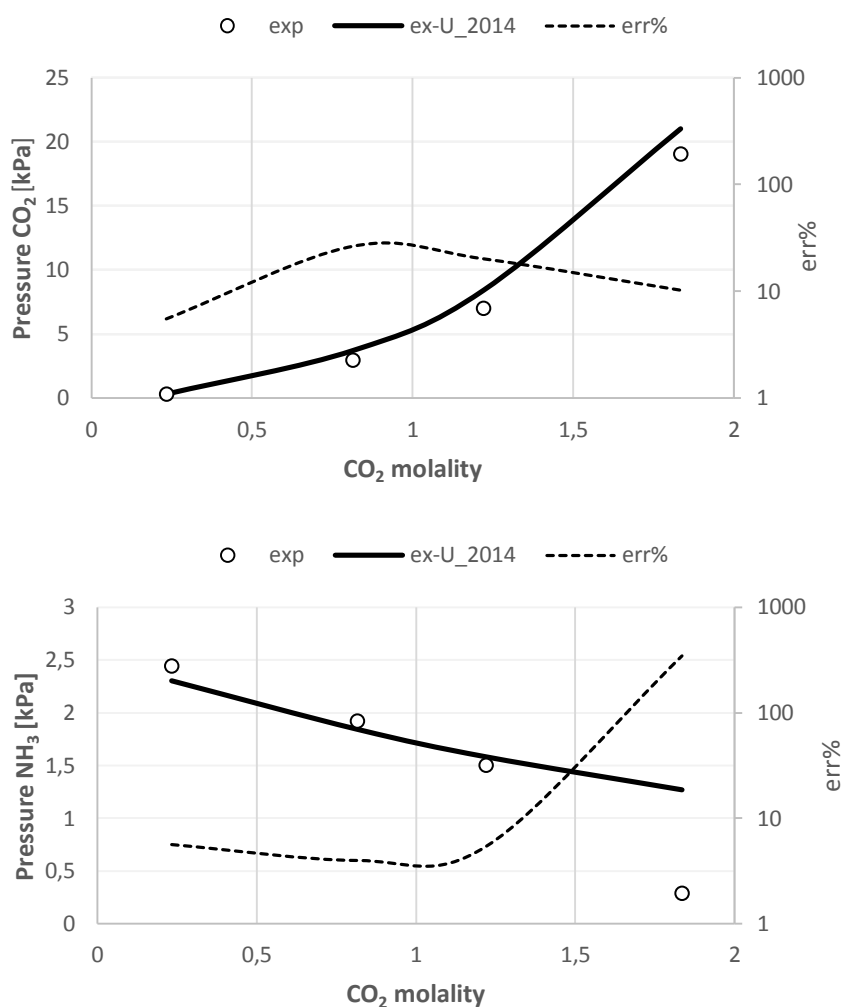 exp ex-U_2014 err%
25
20
15
10
5
0
Pressure CO₂ [kPa]
1000
100
10
1
err%
0 0,5 1 1,5 2
CO₂ molality
exp ex-U_2014 err%
3
2,5
2
1,5
1
0,5
0
Pressure NH₃ [kPa]
1000
100
10
1
err%
0 0,5 1 1,5 2
CO₂ molality